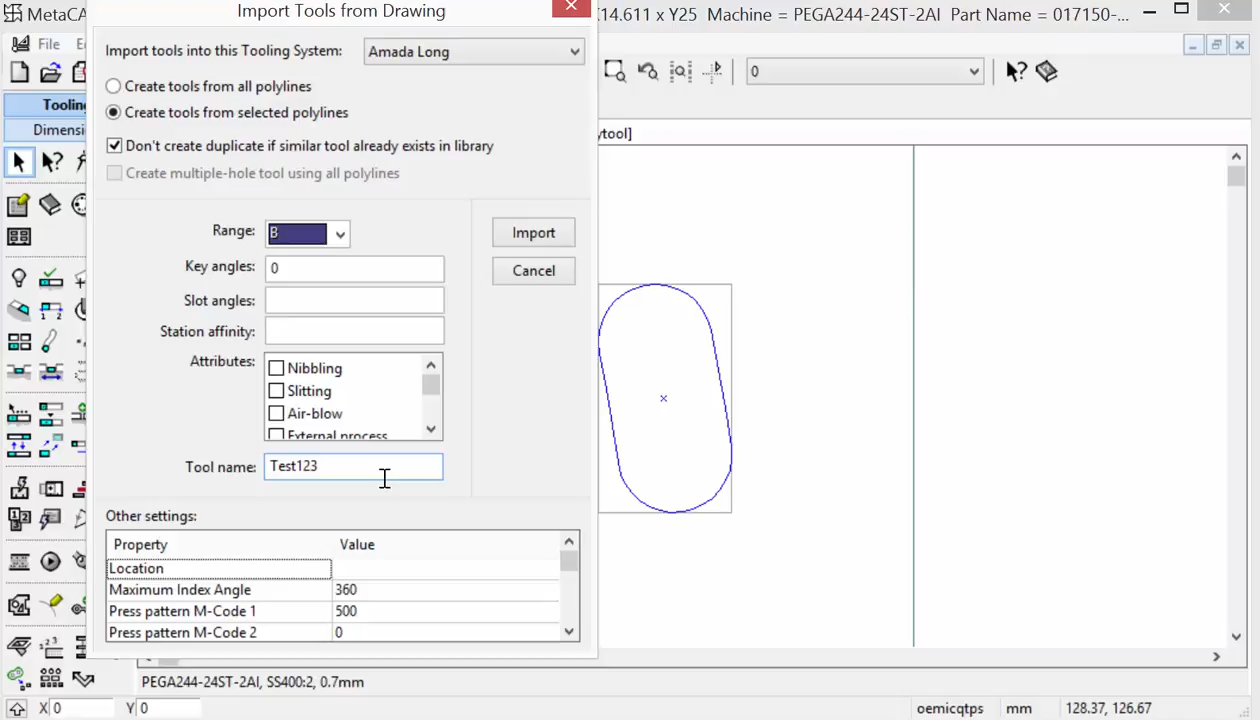 MetaCA
Import Tools from Drawing
X14.611 x Y25 Machine = PEGA244-24ST-2AI Part Name = 017150-...
File
Import tools into this Tooling System:
Amada Long
0
Create tools from all polylines
Tooling
Create tools from selected polylines
Dimensi
ytool]
Don't create duplicate if similar tool already exists in library
Create multiple-hole tool using all polylines
Range:
B
Import
Key angles:
0
Cancel
Slot angles:
Station affinity:
Attributes:
Nibbling
Slitting
Air-blow
External process
Tool name:
Test123
Other settings:
Property Value
Location
Maximum Index Angle 360
Press pattern M-Code 1 500
Press pattern M-Code 2 0
PEGA244-24ST-2AI, SS400:2, 0.7mm
X 0 Y 0 oemicqtps mm 128.37, 126.67